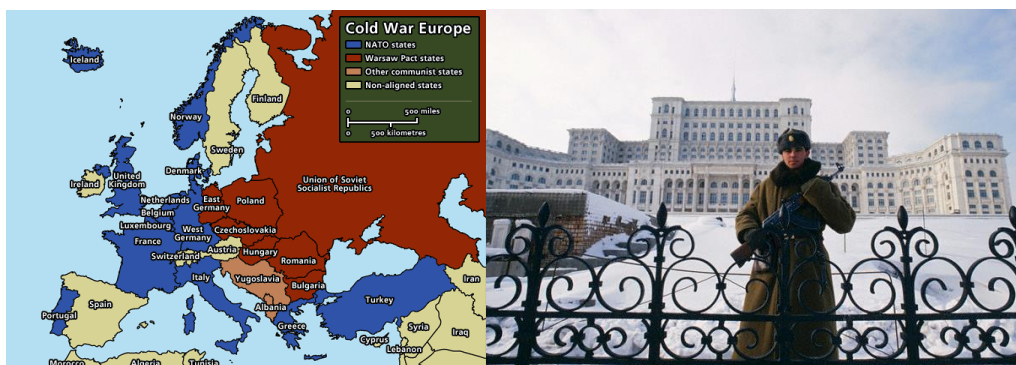 Cold War Europe
NATO states
Warsaw Pact states
Other communist states
Non-aligned states
0 500 miles
0 500 kilometres
Iceland
Finland
Norway
Sweden
Union of Soviet
Socialist Republics
Denmark
United
Kingdom
Ireland
Netherlands
East
Germany
Poland
Belgium
Luxembourg
West
Germany
Czechoslovakia
France
Austria
Switzerland
Hungary
Romania
Italy
Yugoslavia
Bulgaria
Iran
Spain
Albania
Turkey
Portugal
Greece
Syria
Iraq
Cyprus
Lebanon
Morocco
Algeria
Tunisia